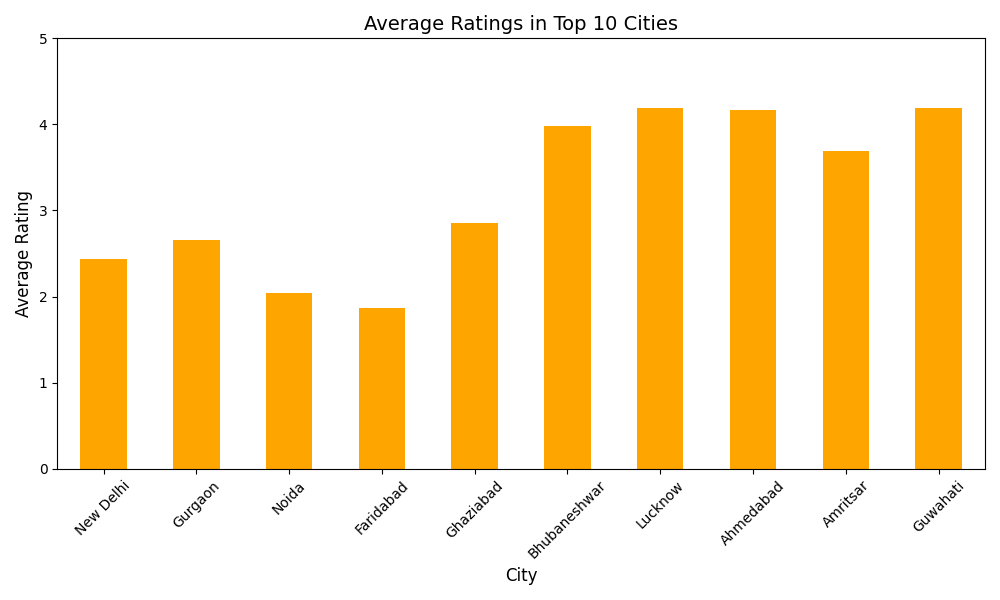 Average Ratings in Top 10 Cities
5
4
3
2
1
0
Average Rating
New Delhi
Gurgaon
Noida
Faridabad
Ghaziabad
Bhubaneshwar
Lucknow
Ahmedabad
Amritsar
Guwahati
City